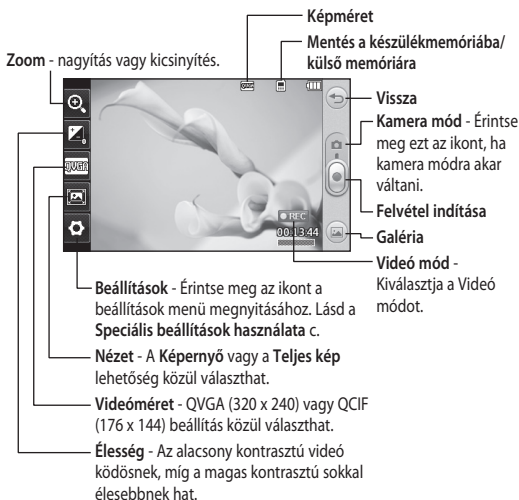 Képméret
Mentés a készülékmemóriába/
külső memóriára
Zoom - nagyítás vagy kicsinyítés.
Vissza
Kamera mód - Érintse
meg ezt az ikont, ha
kamera módra akar
váltani.
Felvétel indítása
Galéria
Videó mód -
Kiválasztja a Videó
módot.
QVGA
QVGA
REC
00:13:44
Beállítások - Érintse meg az ikont a
beállítások menü megnyitásához. Lásd a
Speciális beállítások használata c.
Nézet - A Képernyő vagy a Teljes kép
lehetőség közül választhat.
Videóméret - QVGA (320 x 240) vagy QCIF
(176 x 144) beállítás közül választhat.
Élesség - Az alacsony kontrasztú videó
ködösnek, míg a magas kontrasztú sokkal
élesebbnek hat.